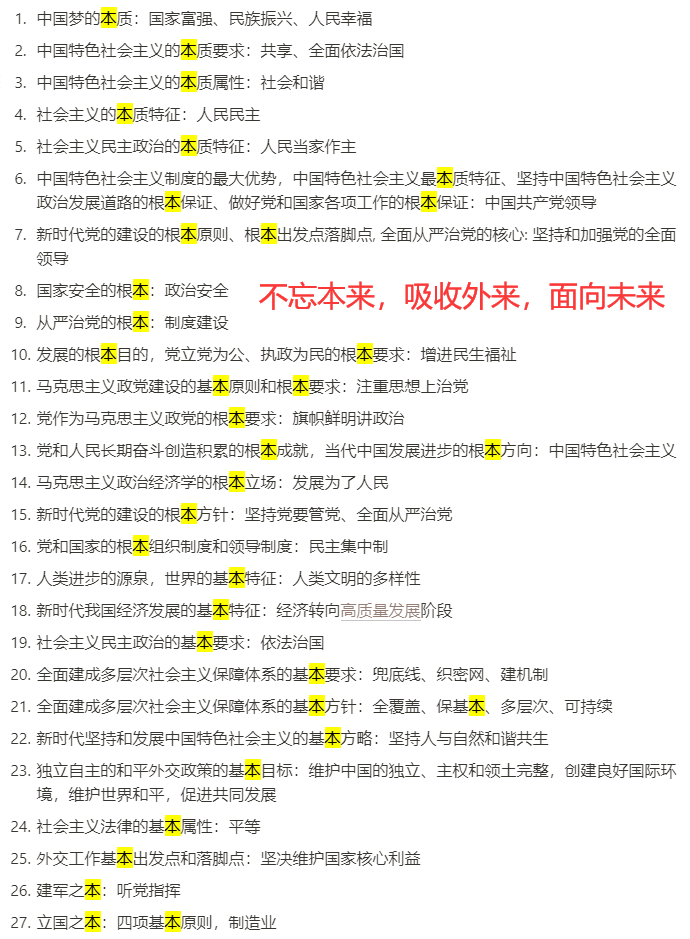 1. 中国梦的本质：国家富强、民族振兴、人民幸福
2. 中国特色社会主义的本质要求：共享、全面依法治国
3. 中国特色社会主义的本质属性：社会和谐
4. 社会主义的本质特征：人民民主
5. 社会主义民主政治的本质特征：人民当家作主
6. 中国特色社会主义制度的最大优势，中国特色社会主义最本质特征、坚持中国特色社会主义
政治发展道路的根本保证、做好党和国家各项工作的根本保证：中国共产党领导
7. 新时代党的建设的根本原则、根本出发点落脚点, 全面从严治党的核心: 坚持和加强党的全面
领导
8. 国家安全的根本：政治安全
不忘本来，吸收外来，面向未来
9. 从严治党的根本：制度建设
10. 发展的根本目的，党立党为公、执政为民的根本要求：增进民生福祉
11. 马克思主义政党建设的基本原则和根本要求：注重思想上治党
12. 党作为马克思主义政党的根本要求：旗帜鲜明讲政治
13. 党和人民长期奋斗创造积累的根本成就，当代中国发展进步的根本方向：中国特色社会主义
14. 马克思主义政治经济学的根本立场：发展为了人民
15. 新时代党的建设的根本方针：坚持党要管党、全面从严治党
16. 党和国家的根本组织制度和领导制度：民主集中制
17. 人类进步的源泉，世界的基本特征：人类文明的多样性
18. 新时代我国经济发展的基本特征：经济转向高质量发展阶段
19. 社会主义民主政治的基本要求：依法治国
20. 全面建成多层次社会主义保障体系的基本要求：兜底线、织密网、建机制
21. 全面建成多层次社会主义保障体系的基本方针：全覆盖、保基本、多层次、可持续
22. 新时代坚持和发展中国特色社会主义的基本方略：坚持人与自然和谐共生
23. 独立自主的和平外交政策的基本目标：维护中国的独立、主权和领土完整，创建良好国际环
境，维护世界和平，促进共同发展
24. 社会主义法律的基本属性：平等
25. 外交工作基本出发点和落脚点：坚决维护国家核心利益
26. 建军之本：听党指挥
27. 立国之本：四项基本原则，制造业